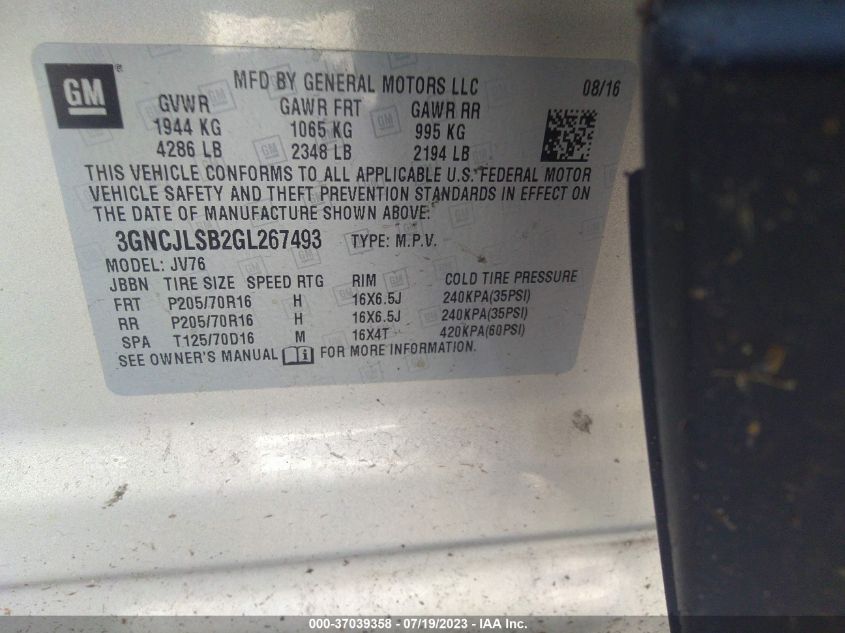 GM ®
MFD BY GENERAL MOTORS LLC 08/16
GVWR GAWR FRT GAWR RR
1944 KG 1065 KG 995 KG
4286 LB 2348 LB 2194 LB
THIS VEHICLE CONFORMS TO ALL APPLICABLE U.S. FEDERAL MOTOR
VEHICLE SAFETY AND THEFT PREVENTION STANDARDS IN EFFECT ON
THE DATE OF MANUFACTURE SHOWN ABOVE.
3GNCJLSB2GL267493 TYPE: M.P.V.
MODEL: JV76
JBBN TIRE SIZE SPEED RTG RIM COLD TIRE PRESSURE
FRT P205/70R16 H 16X6.5J 240KPA(35PSI)
RR P205/70R16 H 16X6.5J 240KPA(35PSI)
SPA T125/70D16 M 16X4T 420KPA(60PSI)
SEE OWNER'S MANUAL i FOR MORE INFORMATION.
000-37039358 - 07/19/2023 - IAA Inc.